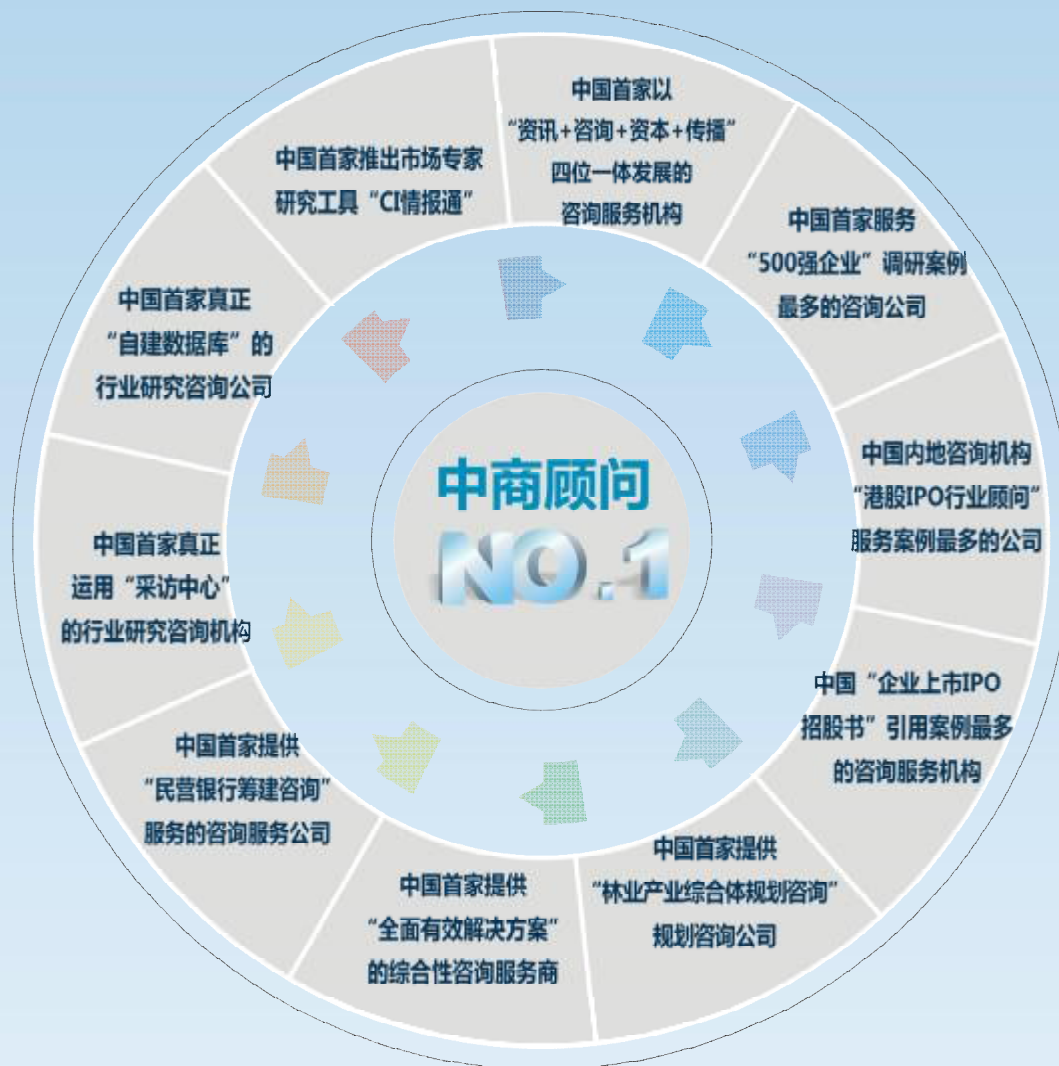 中国首家以
“资讯+咨询+资本+传播”
四位一体发展的
咨询服务机构
中国首家服务
“500强企业”调研案例
最多的咨询公司
中国内地咨询机构
“港股IPO行业顾问”
服务案例最多的公司
中国“企业上市IPO
招股书”引用案例最多
的咨询服务机构
中国首家提供
“林业产业综合体规划咨询”
规划咨询公司
中国首家提供
“全面有效解决方案”
的综合性咨询服务商
中国首家提供
“民营银行筹建咨询”
服务的咨询服务公司
中国首家真正
运用“采访中心”
的行业研究咨询机构
中国首家真正
“自建数据库”的
行业研究咨询公司
中国首家推出市场专家
研究工具“CI情报通”
中商顾问
NO.1